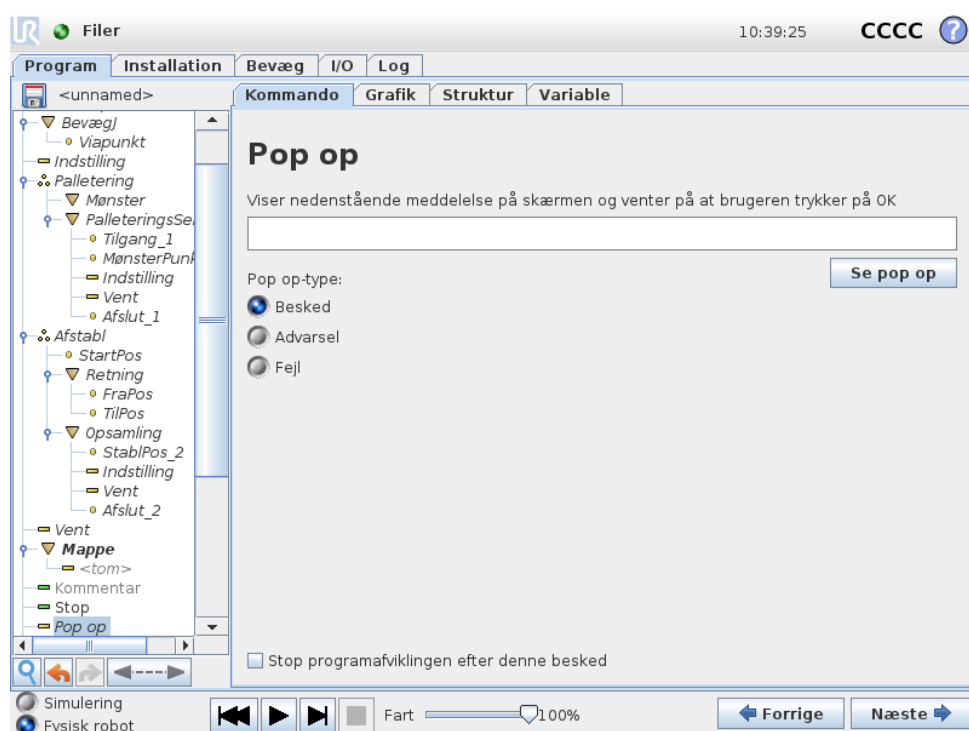 UR Filer 10:39:25 CCCC ?
Program Installation Bevæg I/O Log
<unnamed>
Kommando Grafik Struktur Variable
BevægJ
Viapunkt
Indstilling
Palletering
Mønster
PalleteringsSe
Tilgang_1
MønsterPunk
Indstilling
Vent
Afslut_1
Afstabl
StartPos
Retning
FraPos
TilPos
Opsamling
StablPos_2
Indstilling
Vent
Afslut_2
Vent
Mappe
<tom>
Kommentar
Stop
Pop op
Pop op
Viser nedenstående meddelelse på skærmen og venter på at brugeren trykker på OK
Se pop op
Pop op-type:
Besked
Advarsel
Fejl
Stop programafviklingen efter denne besked
Simulering
Fysisk robot
Fart 100%
Forrige Næste